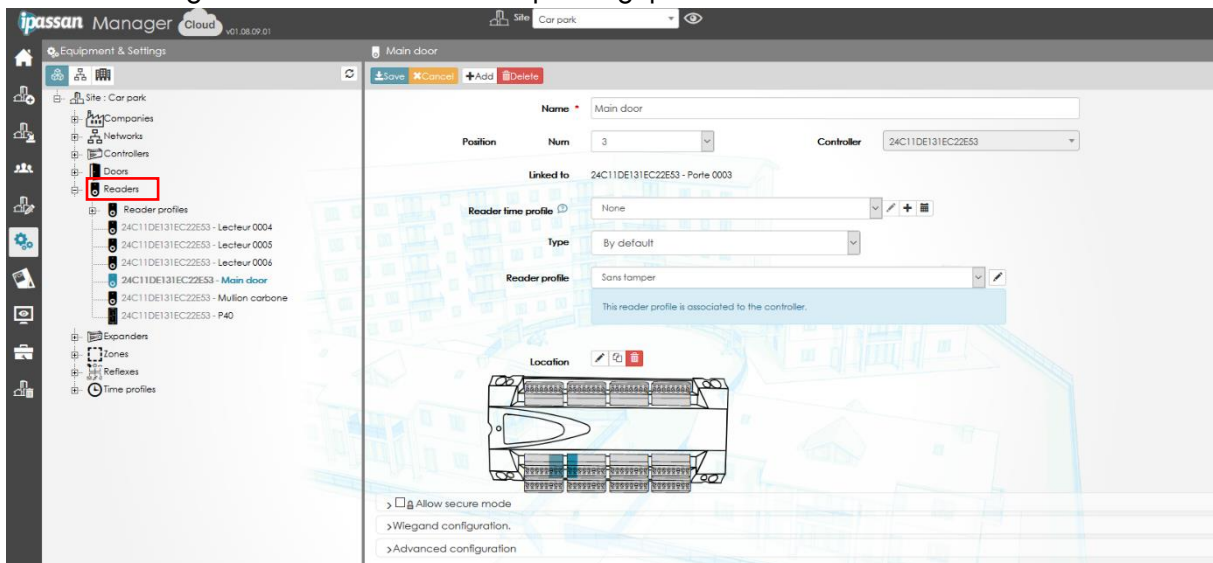 ipassan Manager Cloud v01.08.09.01
Site Car park
Equipment & Settings
Site : Car park
Companies
Networks
Controllers
Doors
Readers
Reader profiles
24C11DE131EC22E53 - Lecteur 0004
24C11DE131EC22E53 - Lecteur 0005
24C11DE131EC22E53 - Lecteur 0006
24C11DE131EC22E53 - Main door
24C11DE131EC22E53 - Mullion carbone
24C11DE131EC22E53 - P40
Expanders
Zones
Reflexes
Time profiles
Main door
Save Cancel Add Delete
Name * Main door
Position Num 3 Controller 24C11DE131EC22E53
Linked to 24C11DE131EC22E53 - Porte 0003
Reader time profile None
Type By default
Reader profile Sans tamper
This reader profile is associated to the controller.
Location
Allow secure mode
Wiegand configuration.
Advanced configuration